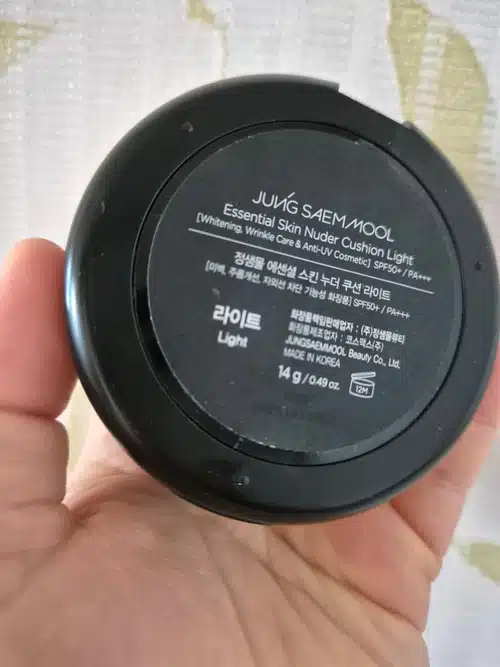 JUNG SAEMMOOL
Essential Skin Nuder Cushion Light
[Whitening, Wrinkle Care & Anti-UV Cosmetic] SPF50+ / PA+++
정샘물 에센셜 스킨 누더 쿠션 라이트
[미백, 주름개선, 자외선 차단 기능성 화장품] SPF50+ / PA+++
라이트
Light
화장품책임판매업자 : (주)정샘물뷰티
화장품제조업자 : 코스맥스(주)
JUNGSAEMMOOL Beauty Co., Ltd.
MADE IN KOREA
14 g / 0.49 oz.
12M